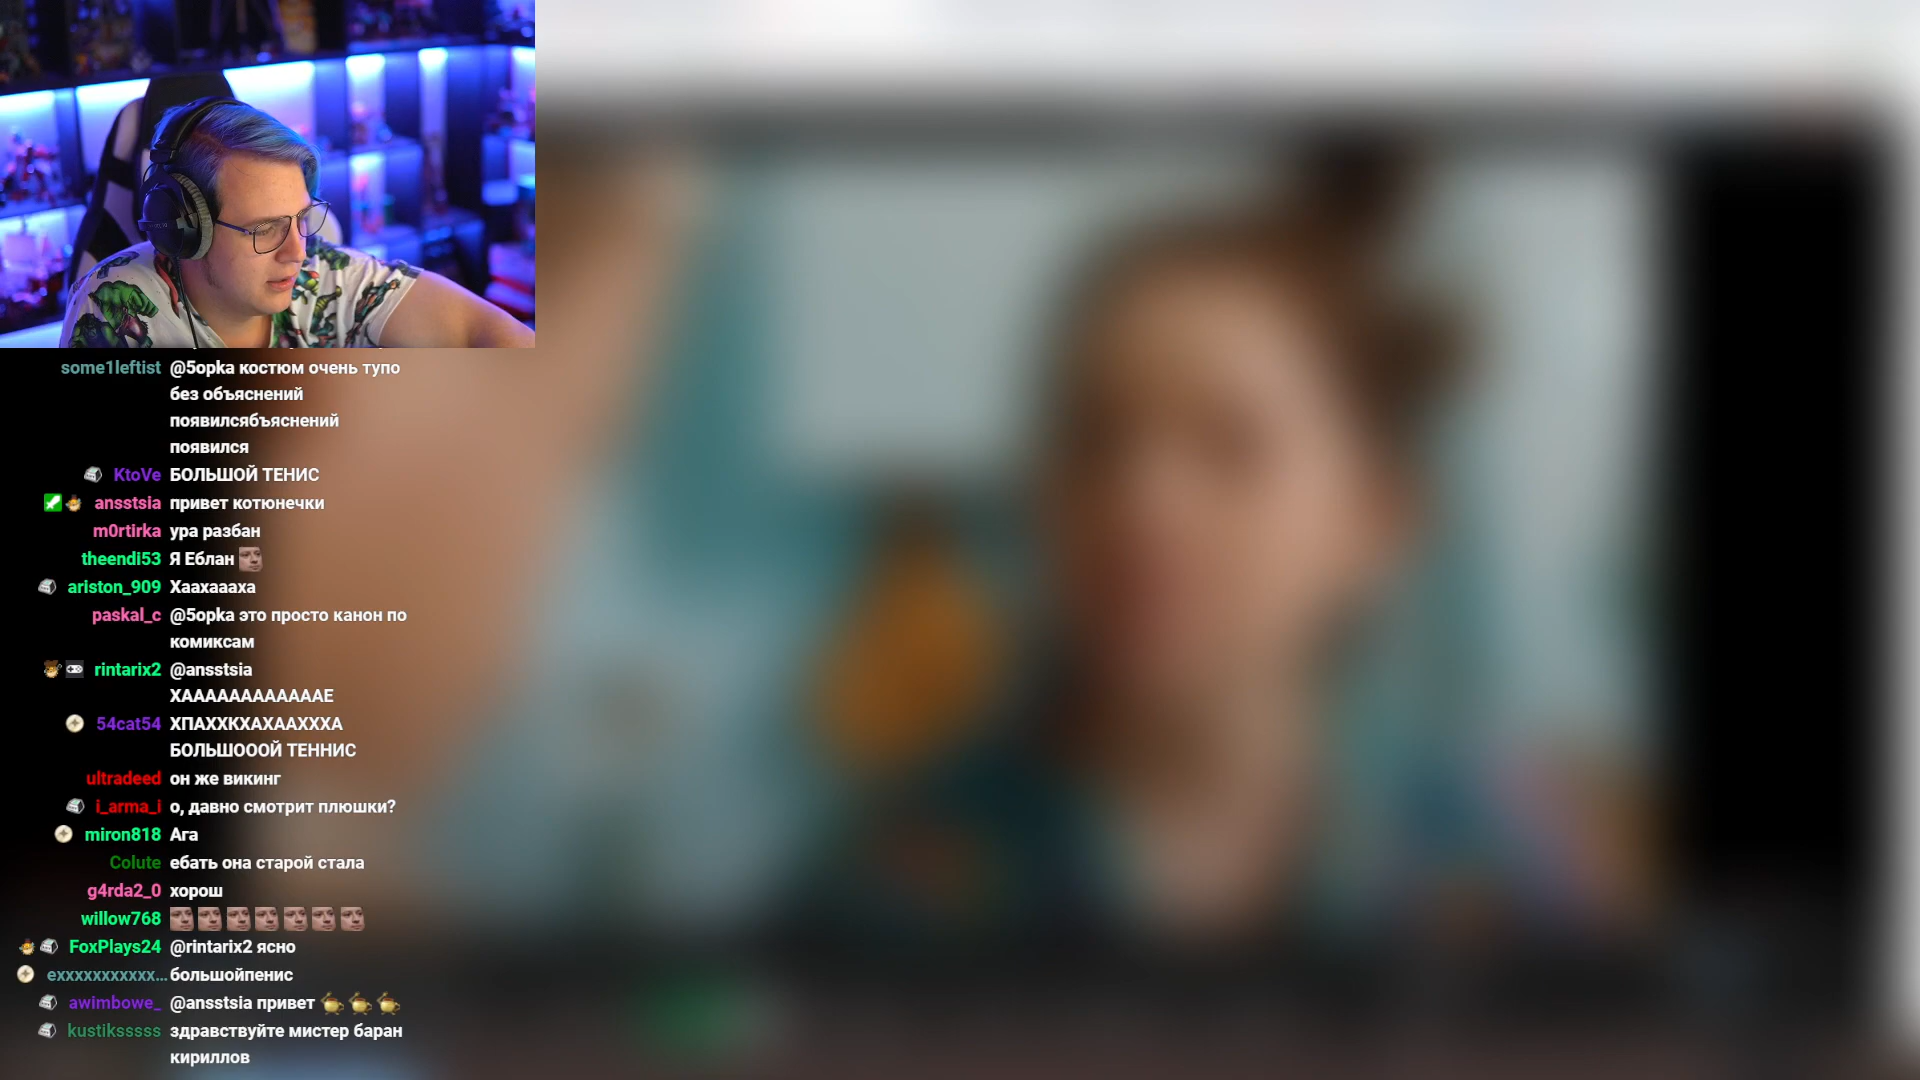 some1leftist @5opka костюм очень тупо
без объяснений
появилсябъяснений
появился
KtoVe БОЛЬШОЙ ТЕНИС
ansstsia привет котюнечки
m0rtirka ура разбан
theendi53 Я Еблан
ariston_909 Хаахаааха
paskal_c @5opka это просто канон по
комиксам
rintarix2 @ansstsia
ХААААААААААААЕ
54cat54 ХПАХХКХАХААХХХА
БОЛЬШОООЙ ТЕННИС
ultradeed он же викинг
i_arma_i о, давно смотрит плюшки?
miron818 Ага
Colute ебать она старой стала
g4rda2_0 хорош
willow768
FoxPlays24 @rintarix2 ясно
exxxxxxxxxxx... большойпенис
awimbowe_ @ansstsia привет
kustiksssss здравствуйте мистер баран
кириллов